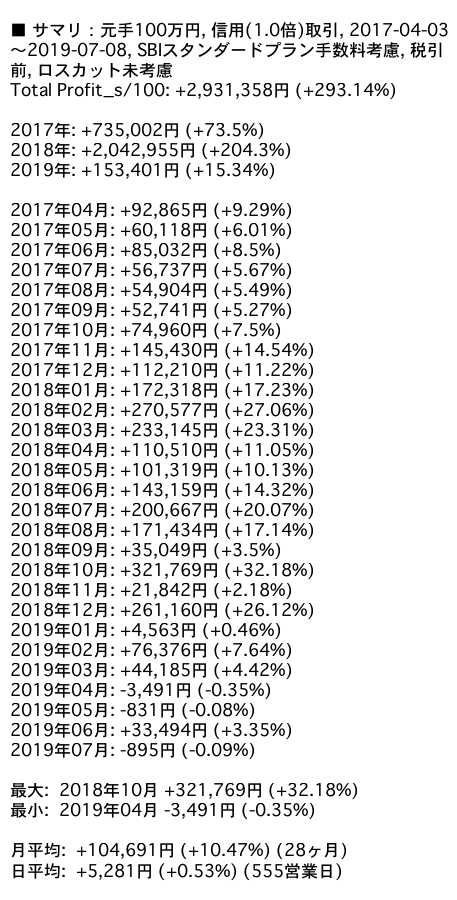 ■ サマリ：元手100万円, 信用(1.0倍)取引, 2017-04-03
～2019-07-08, SBIスタンダードプラン手数料考慮, 税引
前, ロスカット未考慮
Total Profit_s/100: +2,931,358円 (+293.14%)
2017年: +735,002円 (+73.5%)
2018年: +2,042,955円 (+204.3%)
2019年: +153,401円 (+15.34%)
2017年04月: +92,865円 (+9.29%)
2017年05月: +60,118円 (+6.01%)
2017年06月: +85,032円 (+8.5%)
2017年07月: +56,737円 (+5.67%)
2017年08月: +54,904円 (+5.49%)
2017年09月: +52,741円 (+5.27%)
2017年10月: +74,960円 (+7.5%)
2017年11月: +145,430円 (+14.54%)
2017年12月: +112,210円 (+11.22%)
2018年01月: +172,318円 (+17.23%)
2018年02月: +270,577円 (+27.06%)
2018年03月: +233,145円 (+23.31%)
2018年04月: +110,510円 (+11.05%)
2018年05月: +101,319円 (+10.13%)
2018年06月: +143,159円 (+14.32%)
2018年07月: +200,667円 (+20.07%)
2018年08月: +171,434円 (+17.14%)
2018年09月: +35,049円 (+3.5%)
2018年10月: +321,769円 (+32.18%)
2018年11月: +21,842円 (+2.18%)
2018年12月: +261,160円 (+26.12%)
2019年01月: +4,563円 (+0.46%)
2019年02月: +76,376円 (+7.64%)
2019年03月: +44,185円 (+4.42%)
2019年04月: -3,491円 (-0.35%)
2019年05月: -831円 (-0.08%)
2019年06月: +33,494円 (+3.35%)
2019年07月: -895円 (-0.09%)
最大: 2018年10月 +321,769円 (+32.18%)
最小: 2019年04月 -3,491円 (-0.35%)
月平均: +104,691円 (+10.47%) (28ヶ月)
日平均: +5,281円 (+0.53%) (555営業日)